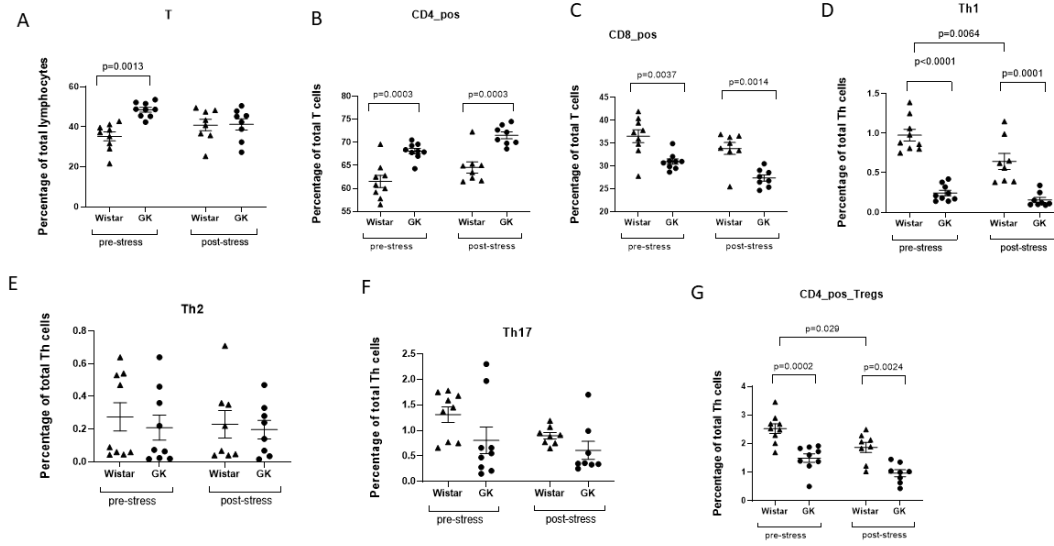 A
T
Percentage of total lymphocytes
p=0.0013
60
40
20
0
Wistar GK Wistar GK
pre-stress post-stress
B
CD4_pos
Percentage of total T cells
p=0.0003 p=0.0003
80
75
70
65
60
55
Wistar GK Wistar GK
pre-stress post-stress
C
CD8_pos
Percentage of total T cells
p=0.0037 p=0.0014
45
40
35
30
25
20
Wistar GK Wistar GK
pre-stress post-stress
D
Th1
Percentage of total Th cells
p=0.0064
p<0.0001 p=0.0001
1.5
1.0
0.5
0.0
Wistar GK Wistar GK
pre-stress post-stress
E
Th2
Percentage of total Th cells
0.8
0.6
0.4
0.2
0.0
Wistar GK Wistar GK
pre-stress post-stress
F
Th17
Percentage of total Th cells
2.5
2.0
1.5
1.0
0.5
0.0
Wistar GK Wistar GK
pre-stress post-stress
G
CD4_pos_Tregs
Percentage of total Th cells
p=0.029
p=0.0002 p=0.0024
4
3
2
1
0
Wistar GK Wistar GK
pre-stress post-stress